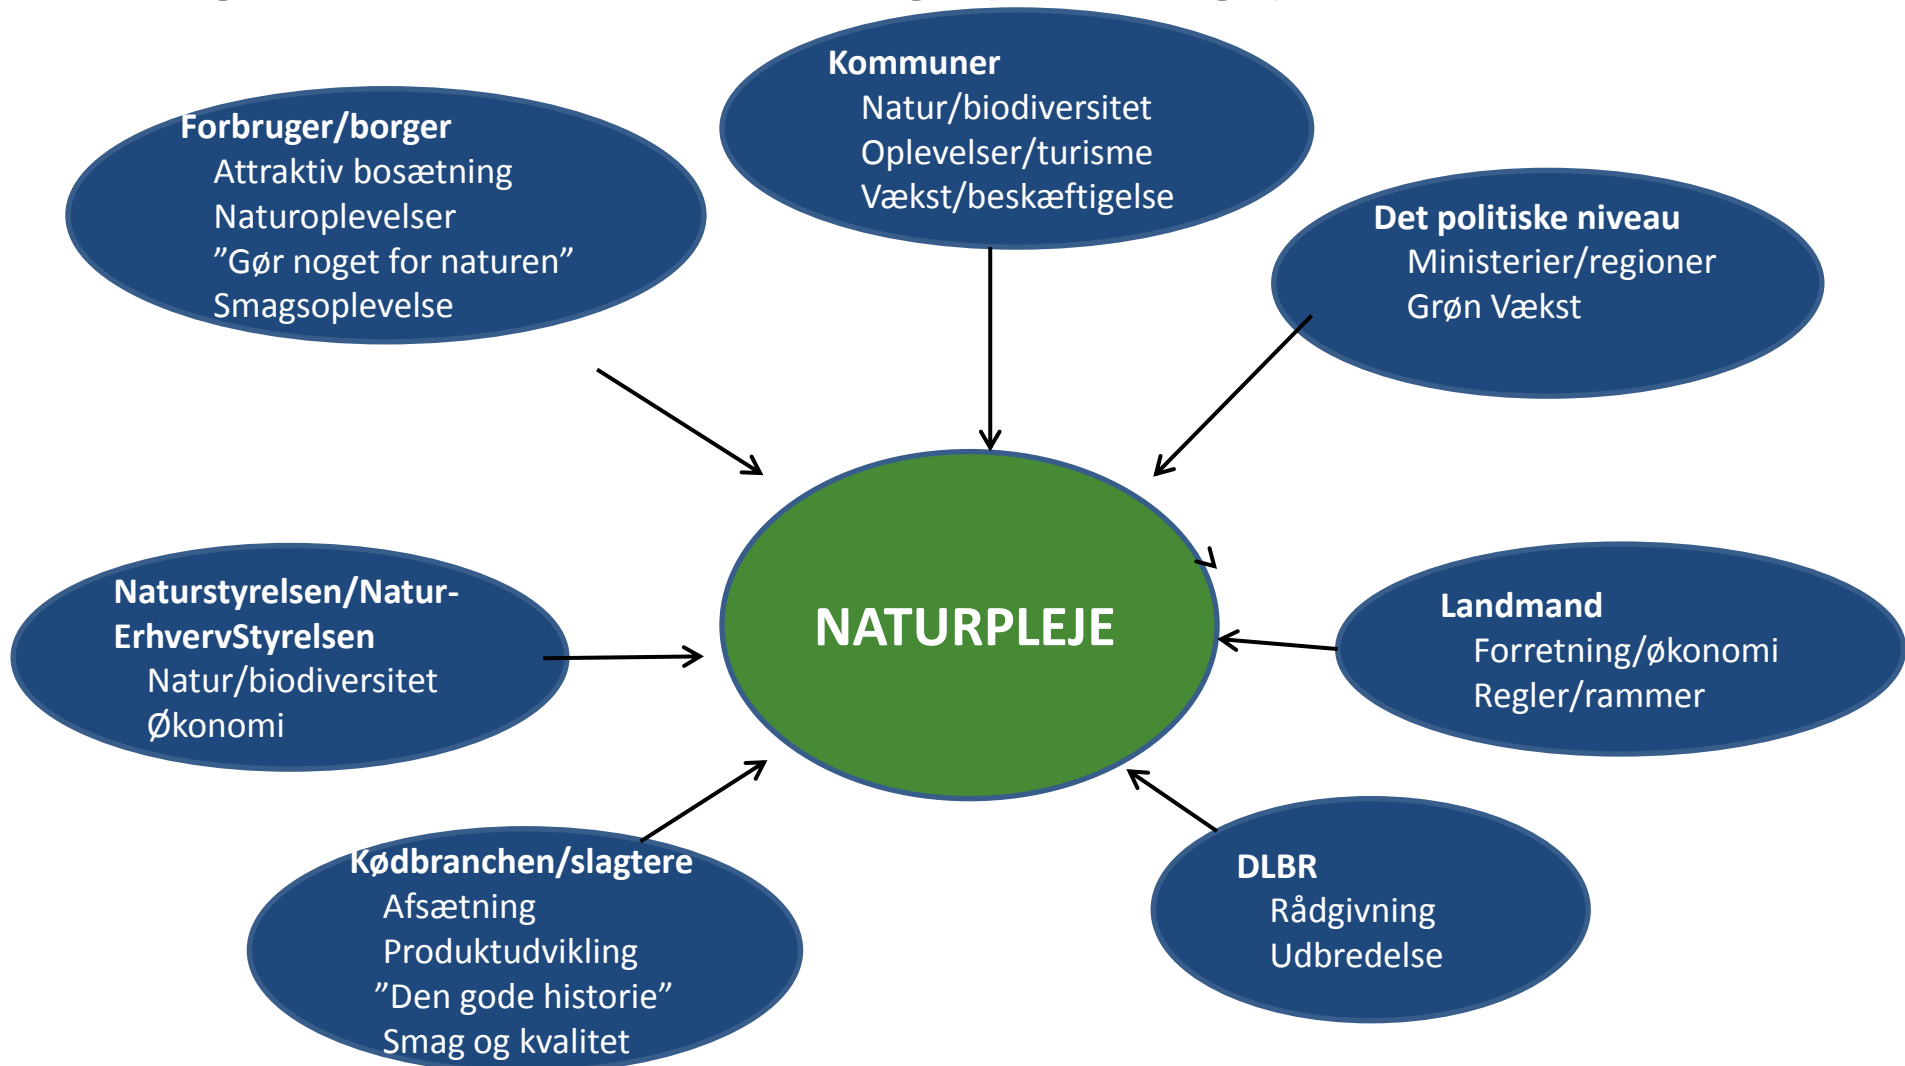 Kommuner
Natur/biodiversitet
Oplevelser/turisme
Vækst/beskæftigelse
Forbruger/borger
Attraktiv bosætning
Naturoplevelser
”Gør noget for naturen”
Smagsoplevelse
Det politiske niveau
Ministerier/regioner
Grøn Vækst
NATURPLEJE
Naturstyrelsen/Natur-
ErhvervStyrelsen
Natur/biodiversitet
Økonomi
Landmand
Forretning/økonomi
Regler/rammer
Kødbranchen/slagtere
Afsætning
Produktudvikling
”Den gode historie”
Smag og kvalitet
DLBR
Rådgivning
Udbredelse